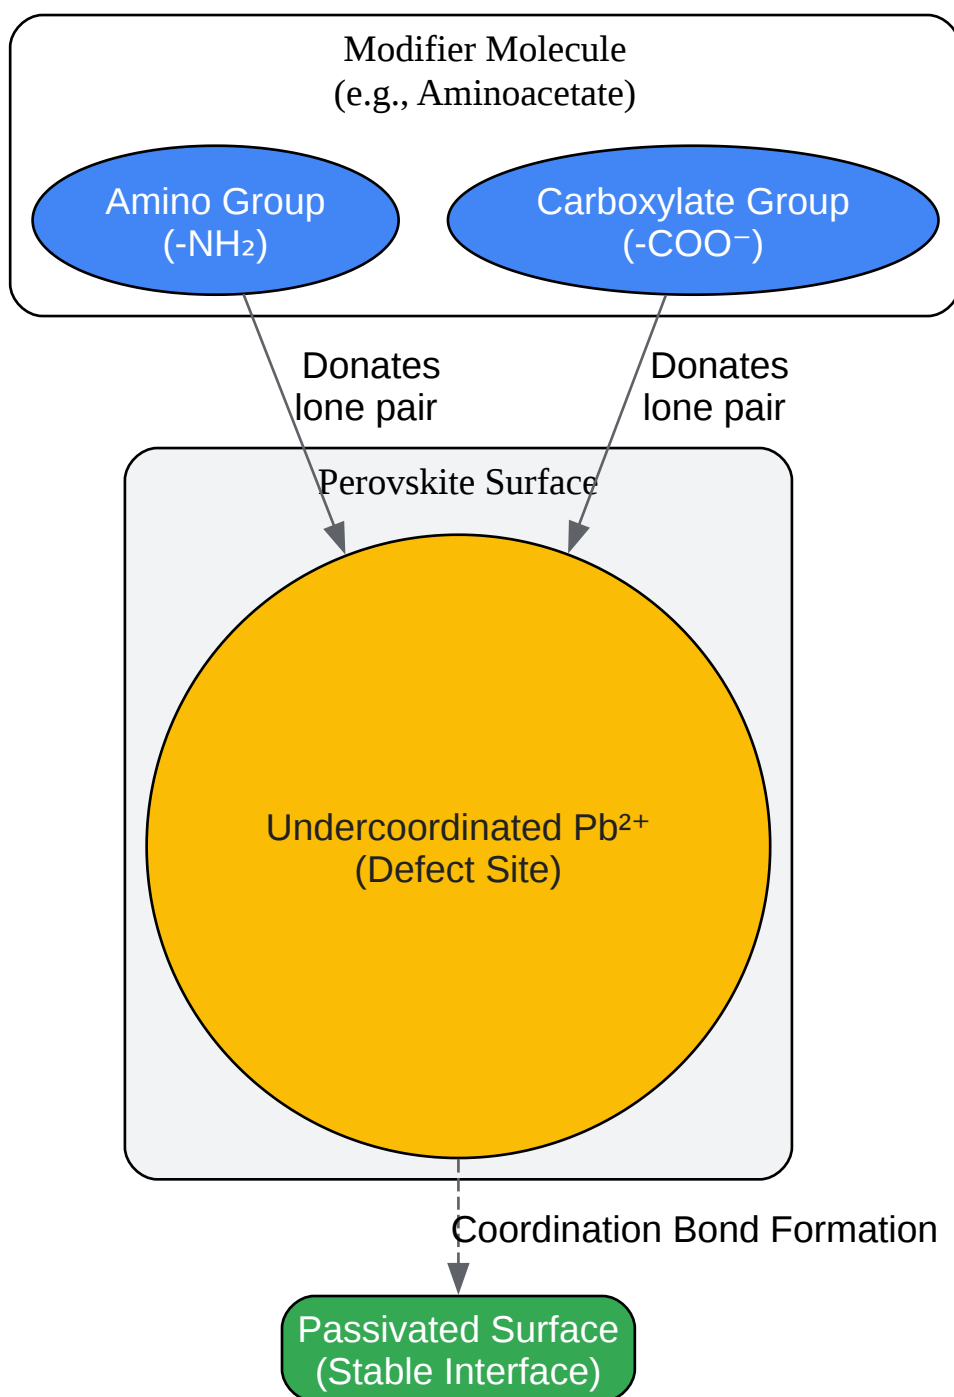 Modifier Molecule
(e.g., Aminoacetate)
Amino Group
(-NH₂)
Carboxylate Group
(-COO⁻)
Donates
lone pair
Donates
lone pair
Perovskite Surface
Undercoordinated Pb²⁺
(Defect Site)
Coordination Bond Formation
Passivated Surface
(Stable Interface)